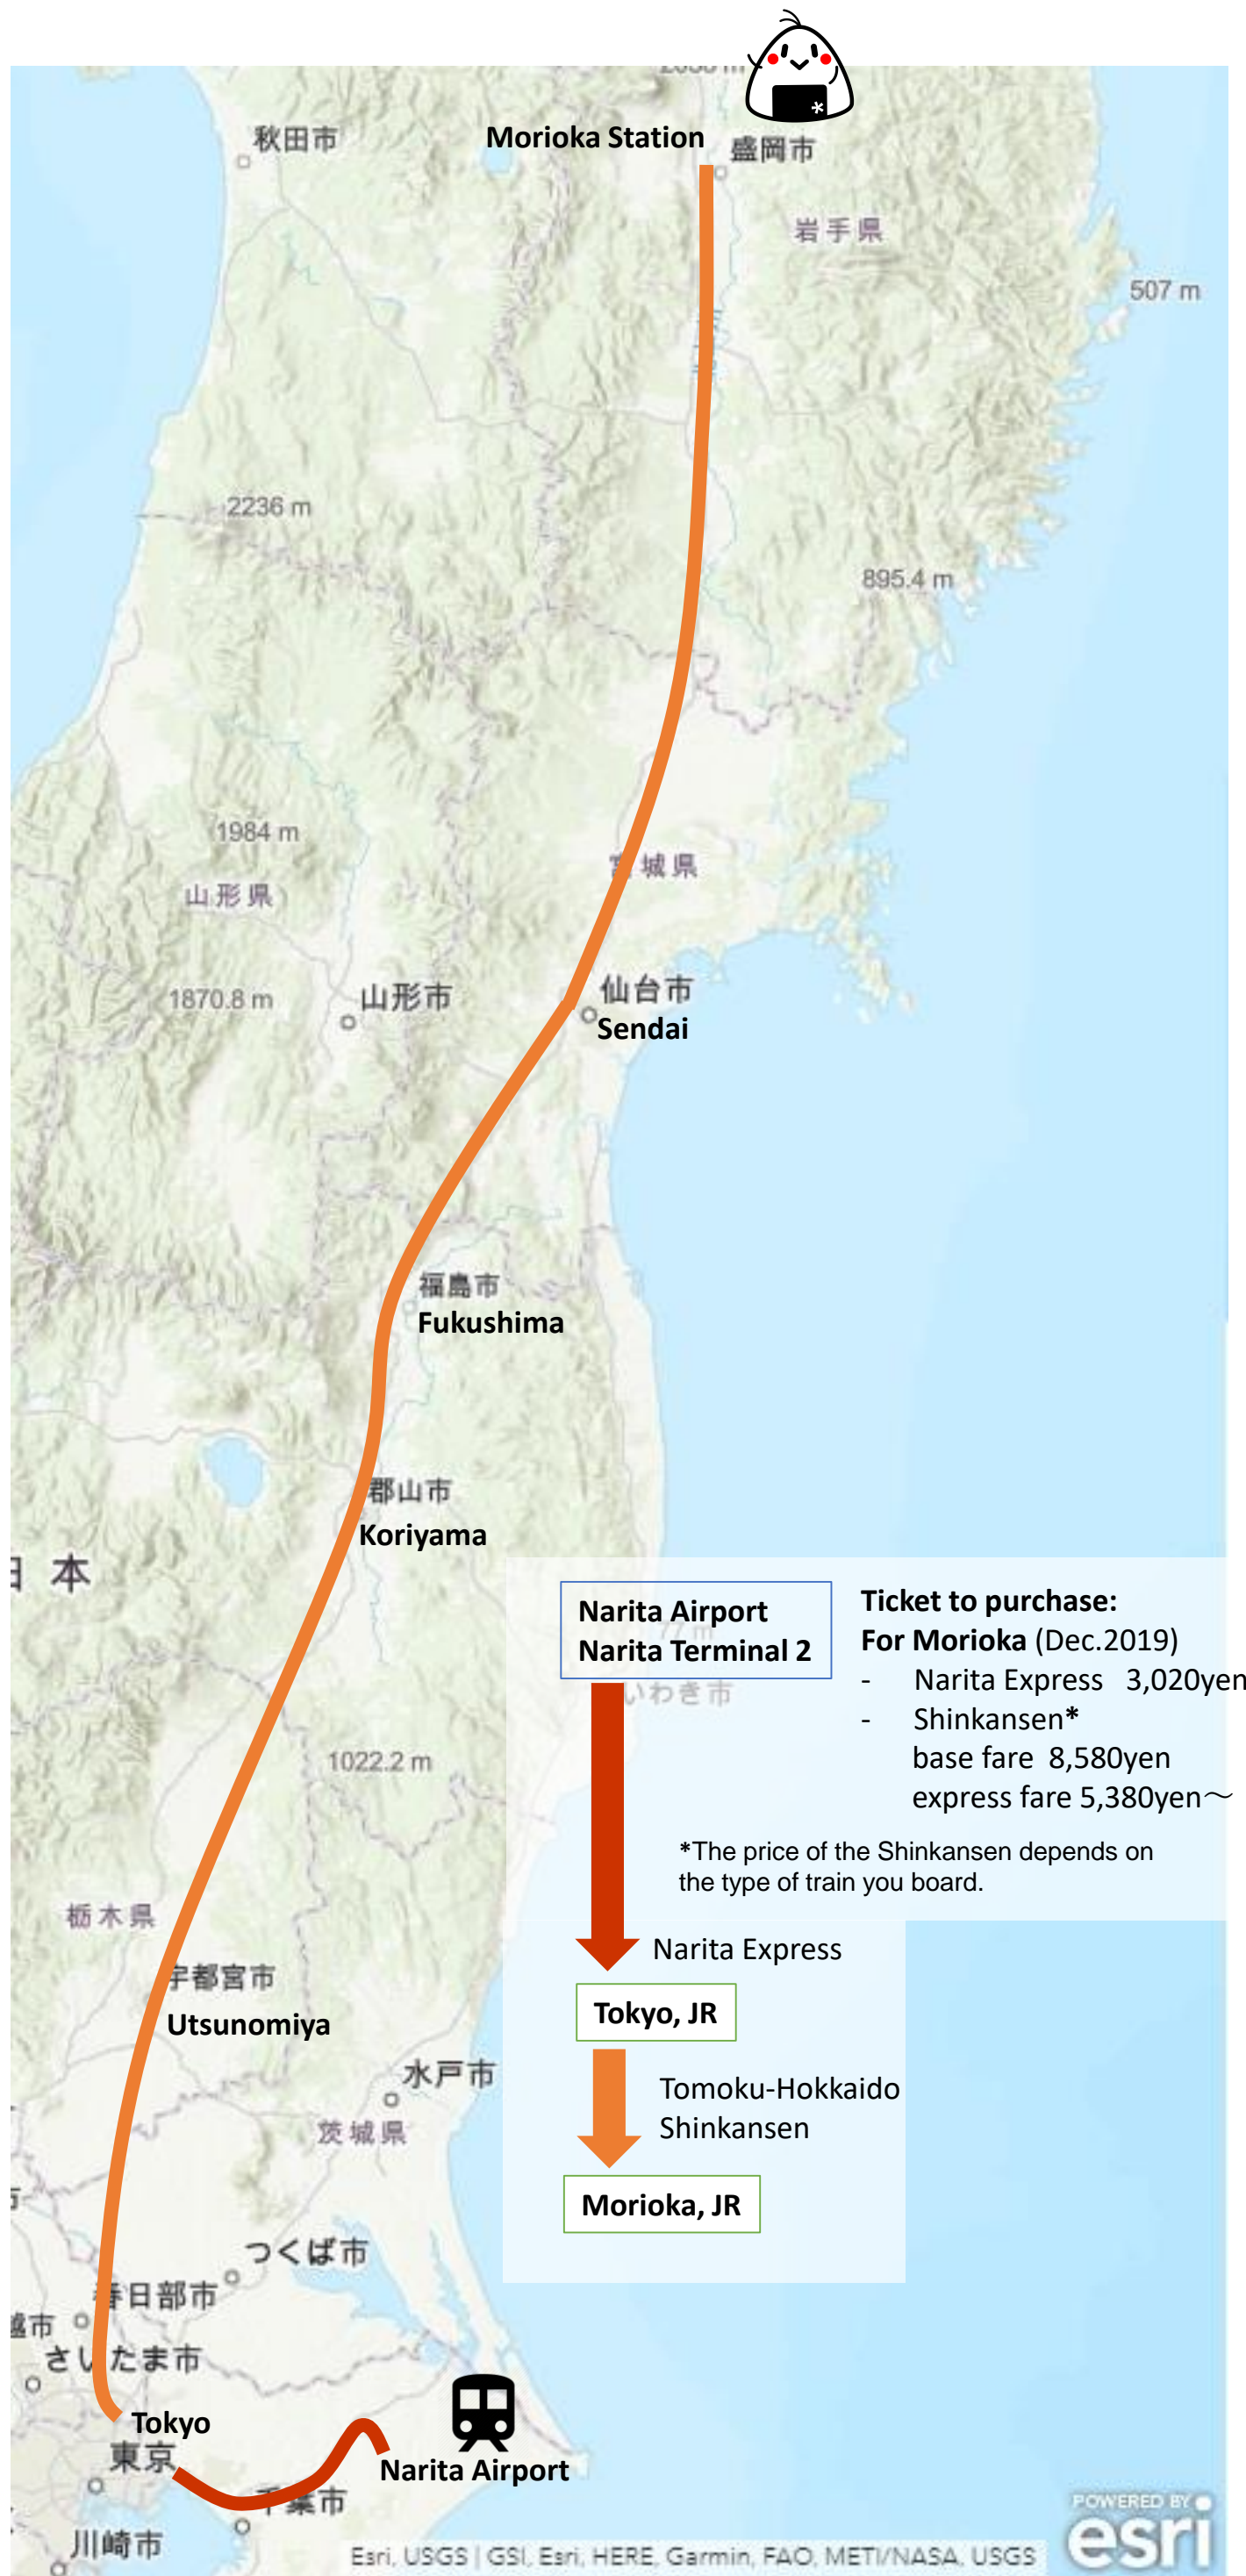 秋田市
Morioka Station
盛岡市
岩手県
507 m
2236 m
895.4 m
1984 m
宮城県
山形県
1870.8 m
山形市
仙台市
Sendai
福島市
Fukushima
郡山市
Koriyama
本
Narita Airport
Narita Terminal 2
77 m
いわき市
Ticket to purchase:
For Morioka (Dec.2019)
- Narita Express 3,020yen
- Shinkansen*
base fare 8,580yen
express fare 5,380yen～
*The price of the Shinkansen depends on
the type of train you board.
1022.2 m
栃木県
宇都宮市
Utsunomiya
Narita Express
Tokyo, JR
Tomoku-Hokkaido
Shinkansen
Morioka, JR
水戸市
茨城県
つくば市
春日部市
越市
さいたま市
Tokyo
東京
Narita Airport
千葉市
川崎市
Esri, USGS | GSI, Esri, HERE, Garmin, FAO, METI/NASA, USGS
POWERED BY
esri